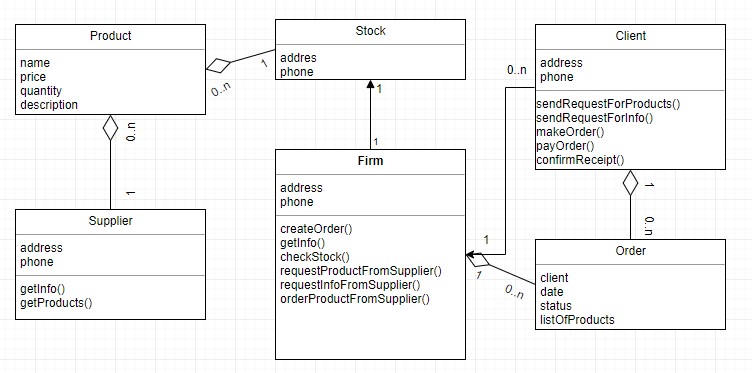 Product
name
price
quantity
description
0..n
1
Stock
addres
phone
Client
address
phone
sendRequestForProducts()
sendRequestForInfo()
makeOrder()
payOrder()
confirmReceipt()
0..n
1
1
0..n
1
Supplier
address
phone
getInfo()
getProducts()
Firm
address
phone
createOrder()
getInfo()
checkStock()
requestProductFromSupplier()
requestInfoFromSupplier()
orderProductFromSupplier()
1
1
0..n
1
0..n
Order
client
date
status
listOfProducts